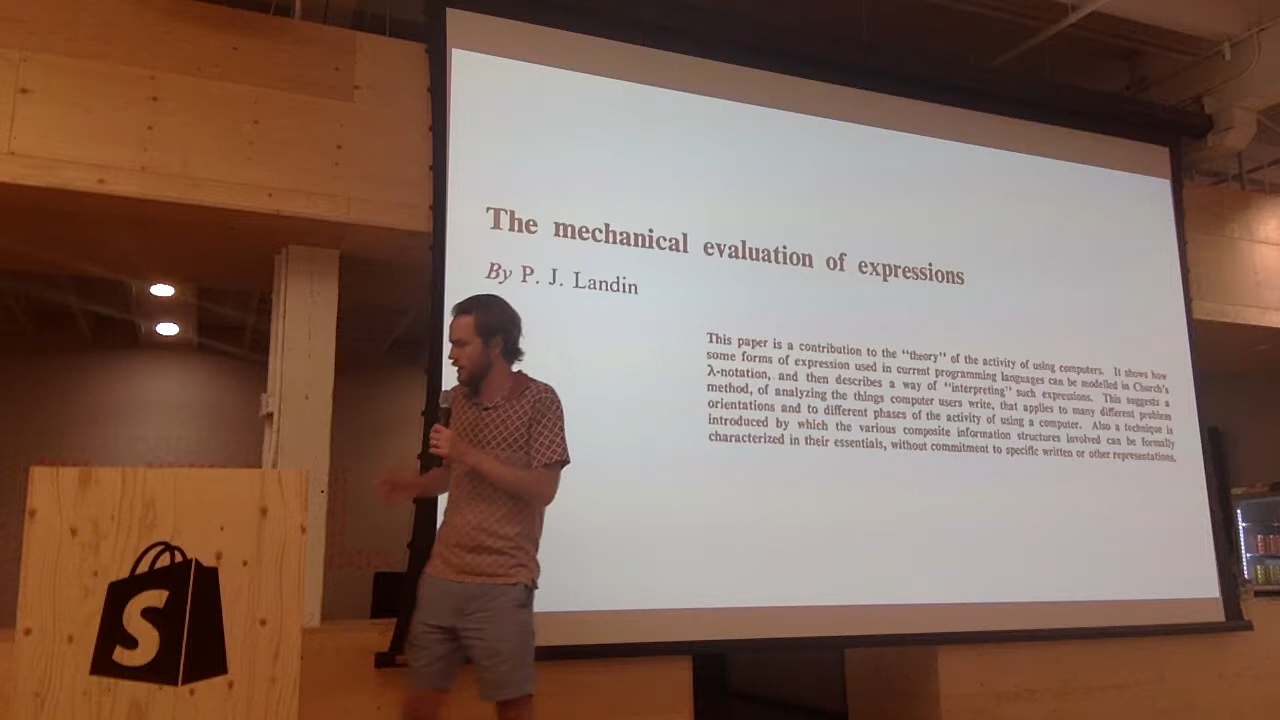 The mechanical evaluation of expressions
By P. J. Landin
This paper is a contribution to the "theory" of the activity of using computers. It shows how
some forms of expression used in current programming languages can be modelled in Church's
λ-notation, and then describes a way of "interpreting" such expressions. This suggests a
method, of analyzing the things computer users write, that applies to many different problem
orientations and to different phases of the activity of using a computer. Also a technique is
introduced by which the various composite information structures involved can be formally
characterized in their essentials, without commitment to specific written or other representations.
S